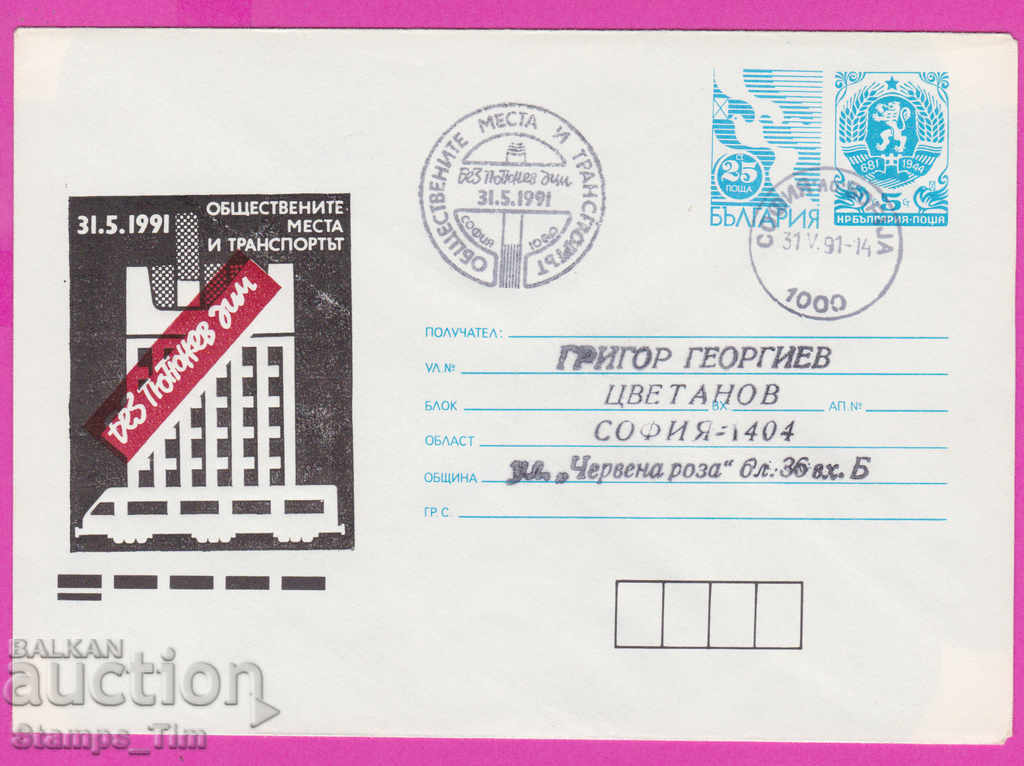 31.5.1991
ОБЩЕСТВЕНИТЕ
МЕСТА
И ТРАНСПОРТЪТ
без тютюнев дим
ОБЩЕСТВЕНИТЕ МЕСТА И ТРАНСПОРТЪТ
без тютюнев дим
31.5.1991
СОФИЯ
25
ПОЩА
БЪЛГАРИЯ
681 1944
5
НР БЪЛГАРИЯ · ПОЩА
31.V.91-14
1000
ПОЛУЧАТЕЛ:
ГРИГОР ГЕОРГИЕВ
УЛ.№
ЦВЕТАНОВ
БЛОК ВХ. АП.№
СОФИЯ-1404
ОБЛАСТ
ул. „Червена роза" бл. 36 вх. Б
ОБЩИНА
ГР С.
BALKAN
auction
Stamps_Tim